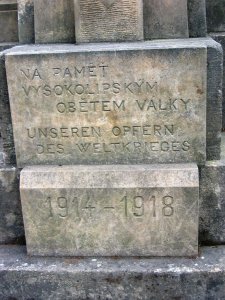 NA PAMĚŤ
VYSOKOLIPSKÝM
OBĚTEM VÁLKY
UNSEREN OPFERN
DES WELTKRIEGES
1914-1918